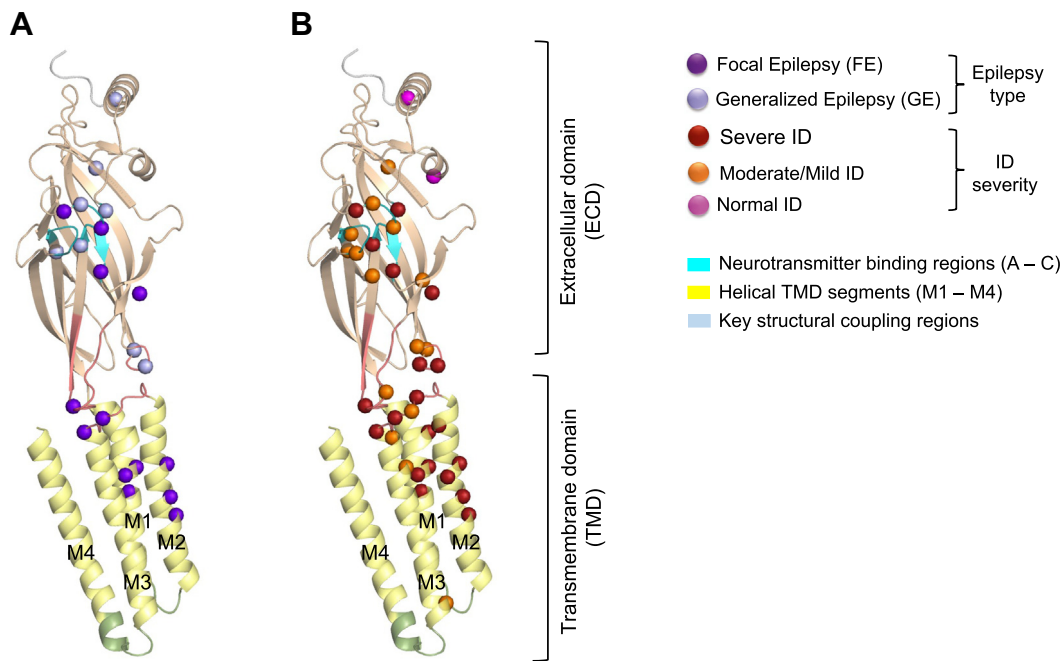 A
B
Focal Epilepsy (FE)
Generalized Epilepsy (GE)
Epilepsy
type
Severe ID
Moderate/Mild ID
Normal ID
ID
severity
Neurotransmitter binding regions (A – C)
Helical TMD segments (M1 – M4)
Key structural coupling regions
Extracellular domain
(ECD)
Transmembrane domain
(TMD)
M1
M2
M4
M3
M1
M2
M4
M3